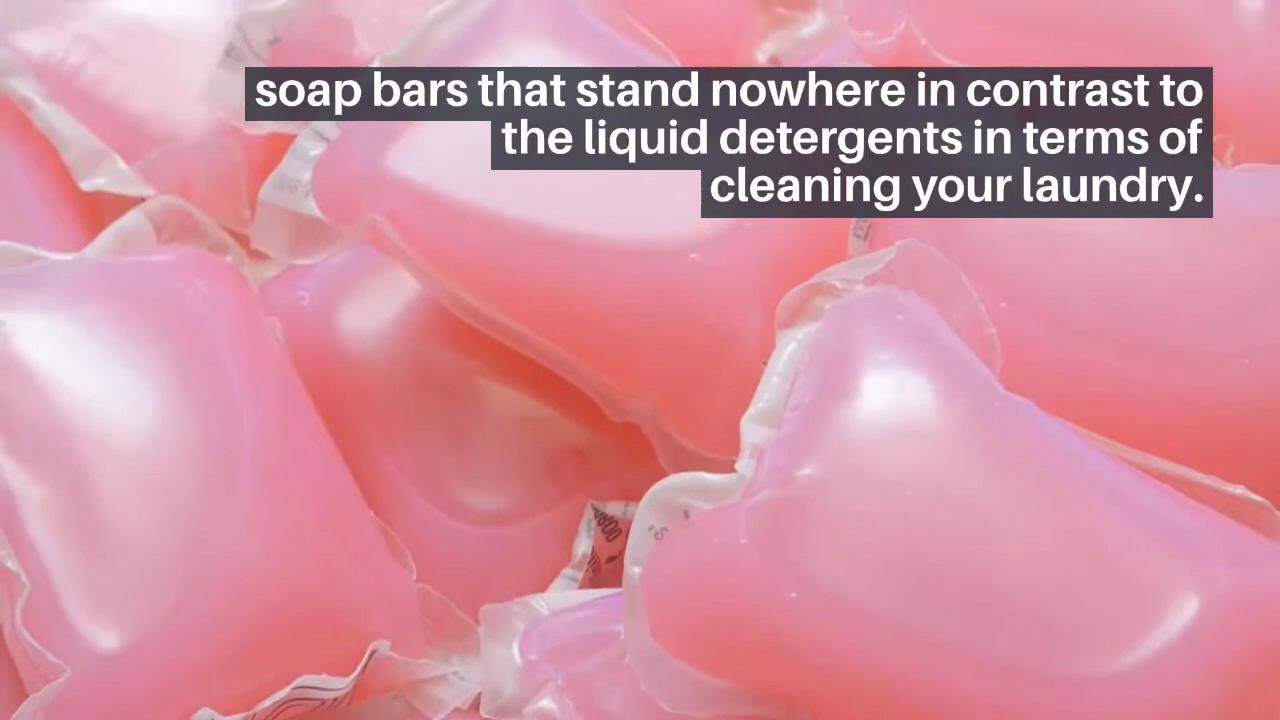 soap bars that stand nowhere in contrast to
the liquid detergents in terms of
cleaning your laundry.